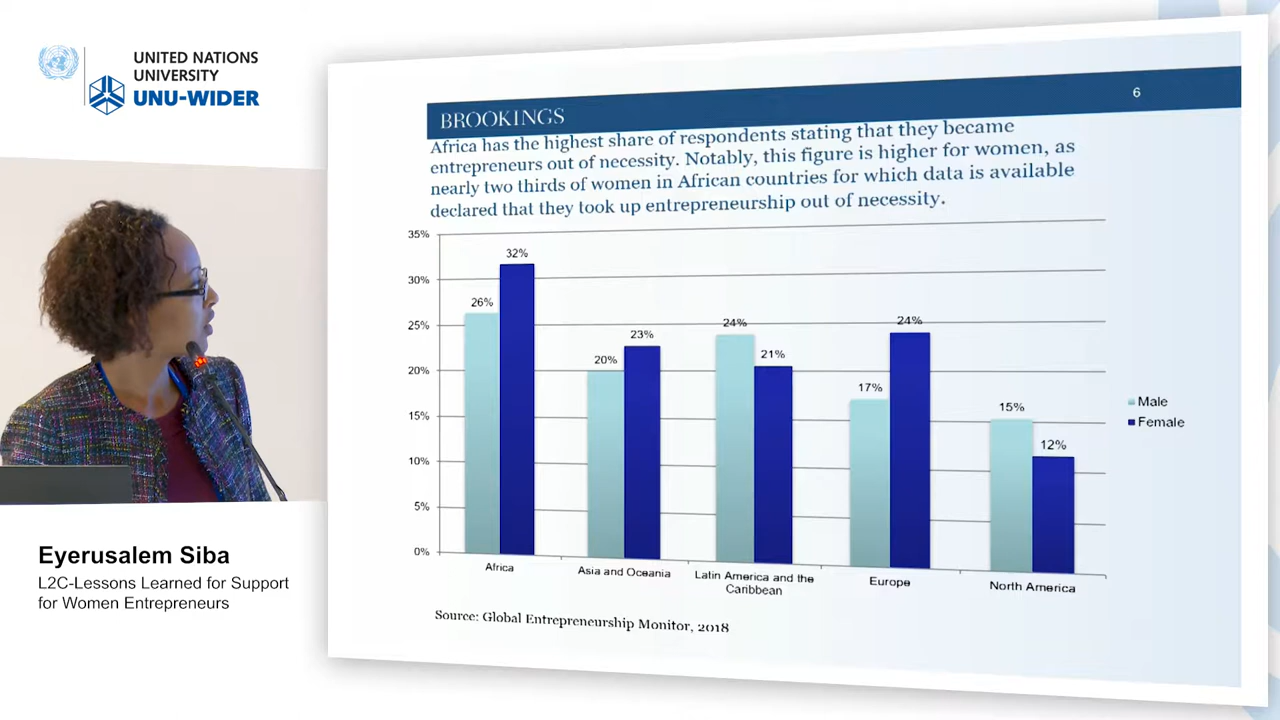 UNITED NATIONS
UNIVERSITY
UNU-WIDER
BROOKINGS
6
Africa has the highest share of respondents stating that they became
entrepreneurs out of necessity. Notably, this figure is higher for women, as
nearly two thirds of women in African countries for which data is available
declared that they took up entrepreneurship out of necessity.
35%
30%
25%
20%
15%
10%
5%
0%
26%
32%
20%
23%
24%
21%
17%
24%
15%
12%
Male
Female
Africa
Asia and Oceania
Latin America and the
Caribbean
Europe
North America
Source: Global Entrepreneurship Monitor, 2018
Eyerusalem Siba
L2C-Lessons Learned for Support
for Women Entrepreneurs